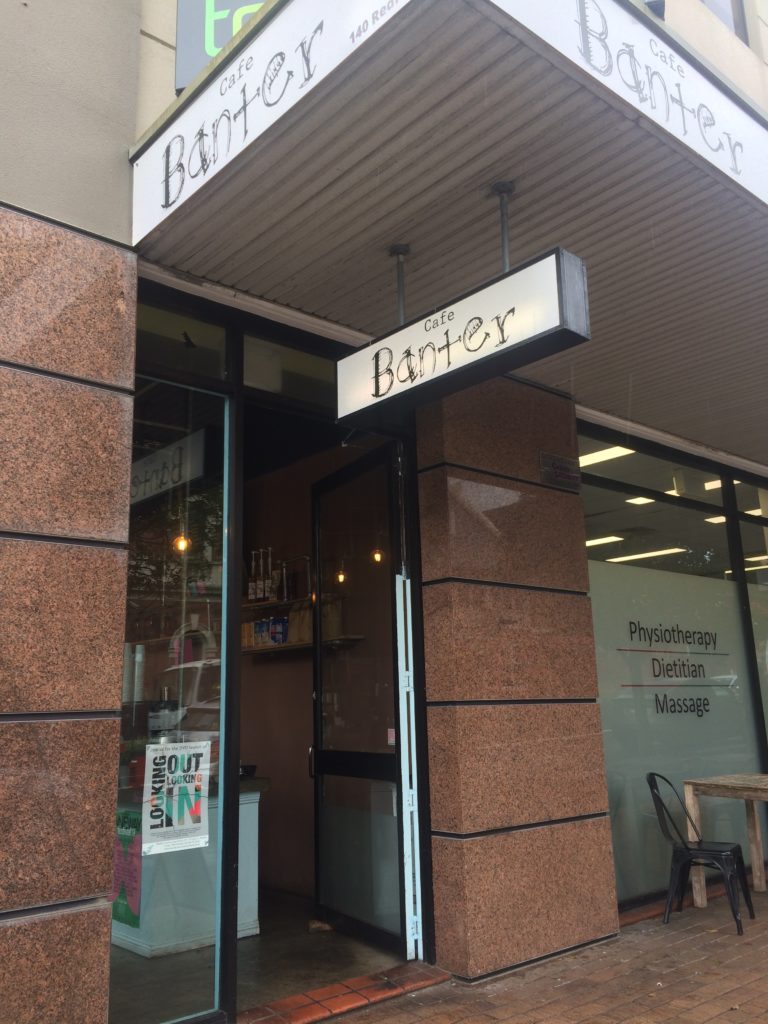 Cafe
Banter
140 Red
Cafe
Banter
Cafe
Banter
Physiotherapy
Dietitian
Massage
LOOKING
OUT
LOOKING
IN